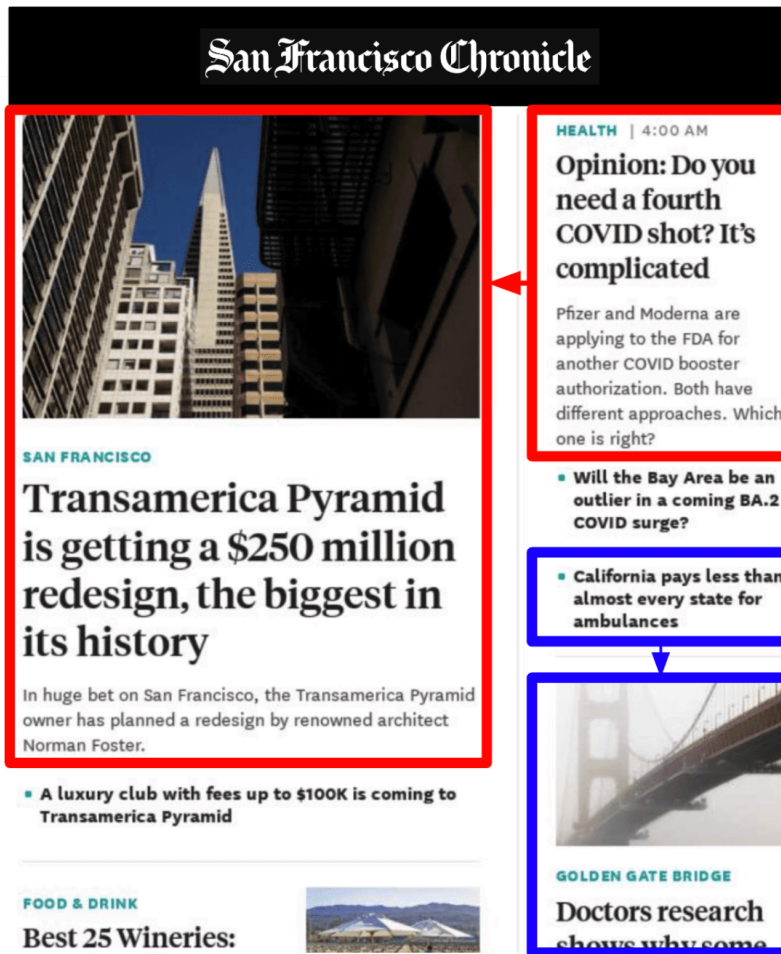 San Francisco Chronicle
SAN FRANCISCO
Transamerica Pyramid
is getting a $250 million
redesign, the biggest in
its history
In huge bet on San Francisco, the Transamerica Pyramid
owner has planned a redesign by renowned architect
Norman Foster.
A luxury club with fees up to $100K is coming to
Transamerica Pyramid
FOOD & DRINK
Best 25 Wineries:
HEALTH | 4:00 AM
Opinion: Do you
need a fourth
COVID shot? It's
complicated
Pfizer and Moderna are
applying to the FDA for
another COVID booster
authorization. Both have
different approaches. Which
one is right?
Will the Bay Area be an
outlier in a coming BA.2
COVID surge?
California pays less than
almost every state for
ambulances
GOLDEN GATE BRIDGE
Doctors research
shows why some